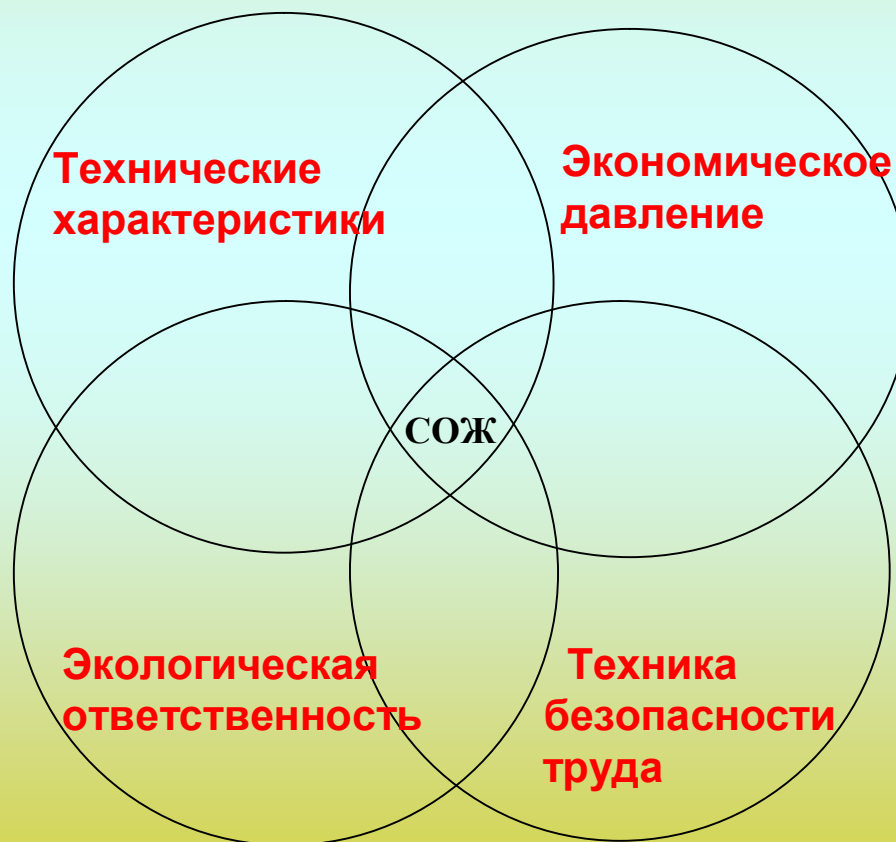 Технические
характеристики
Экономическое
давление
СОЖ
Экологическая
ответственность
Техника
безопасности
труда